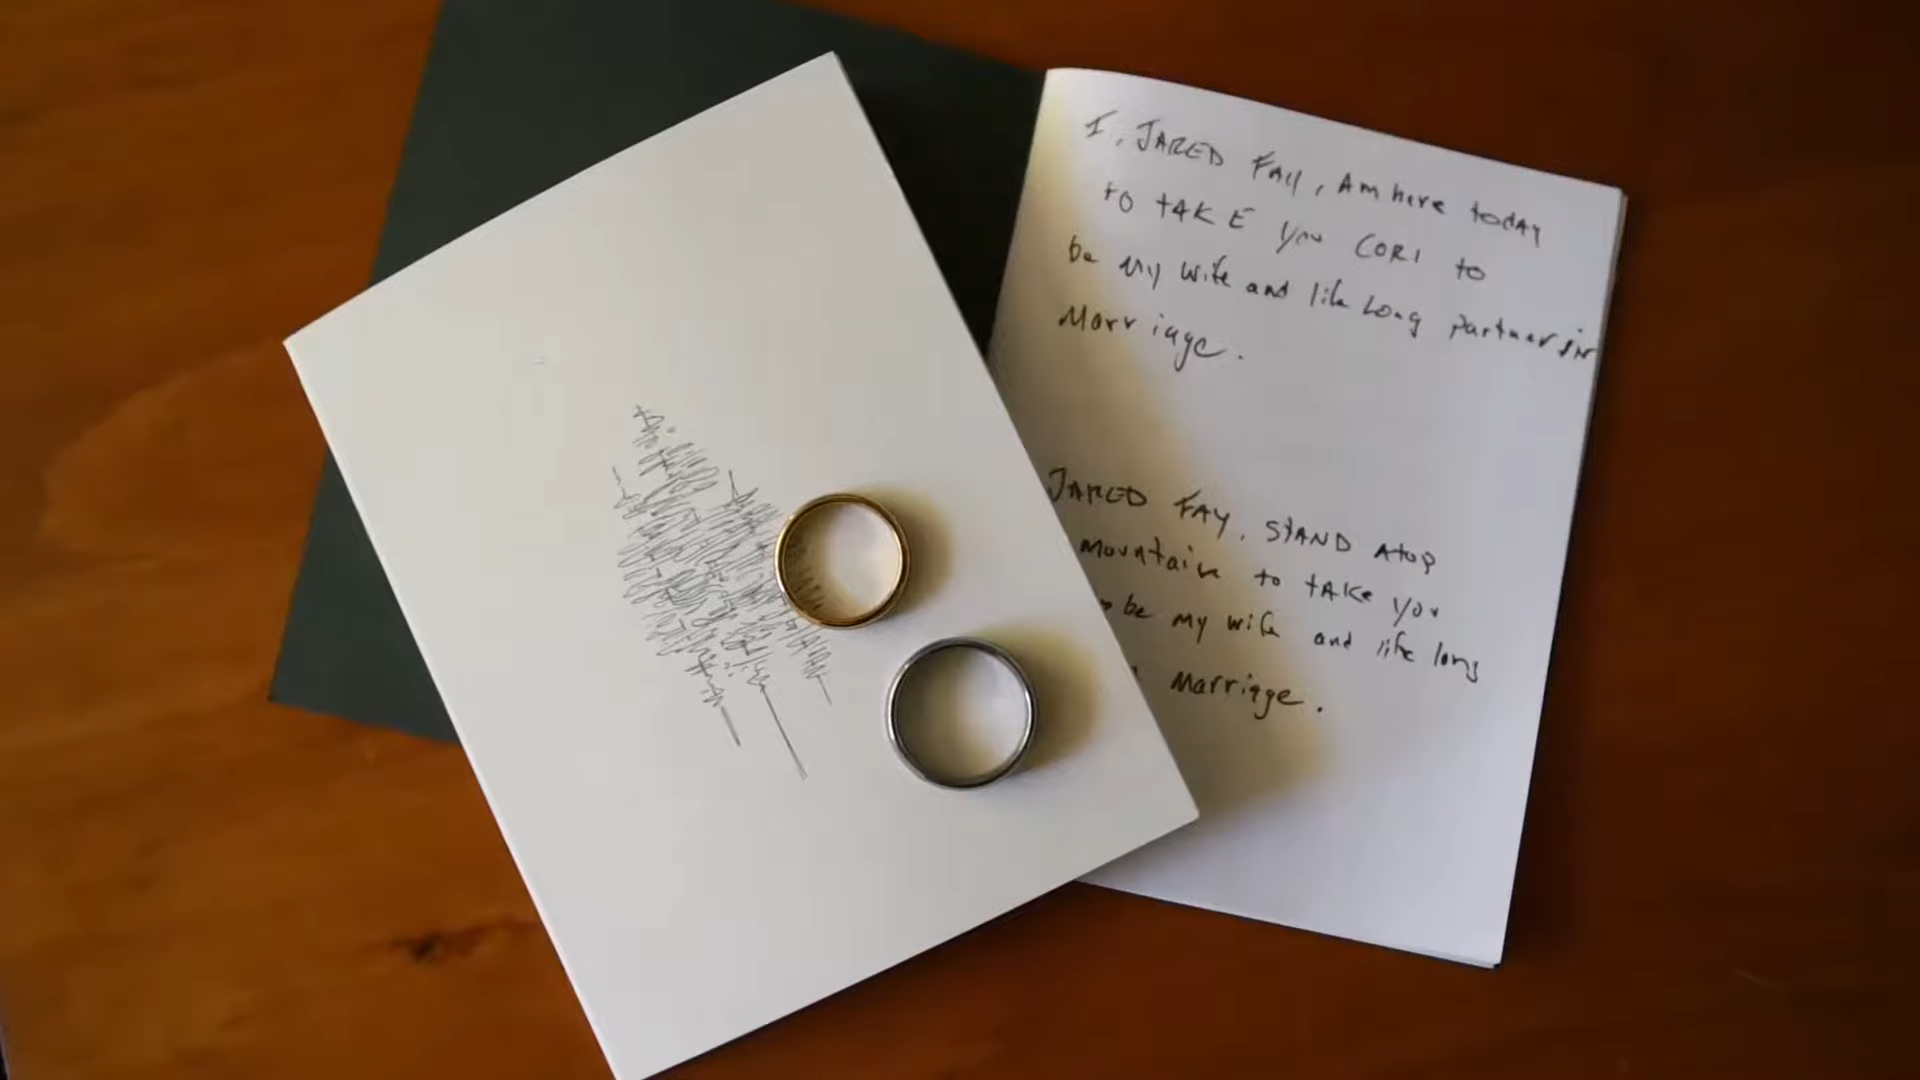 I, JARED FAY, Am here today
to TAKE you CORI to
be my wife and life Long partner in
Marriage.
JARED FAY, STAND Atop
mountain to TAKe you
be my wife and life long
Marriage.